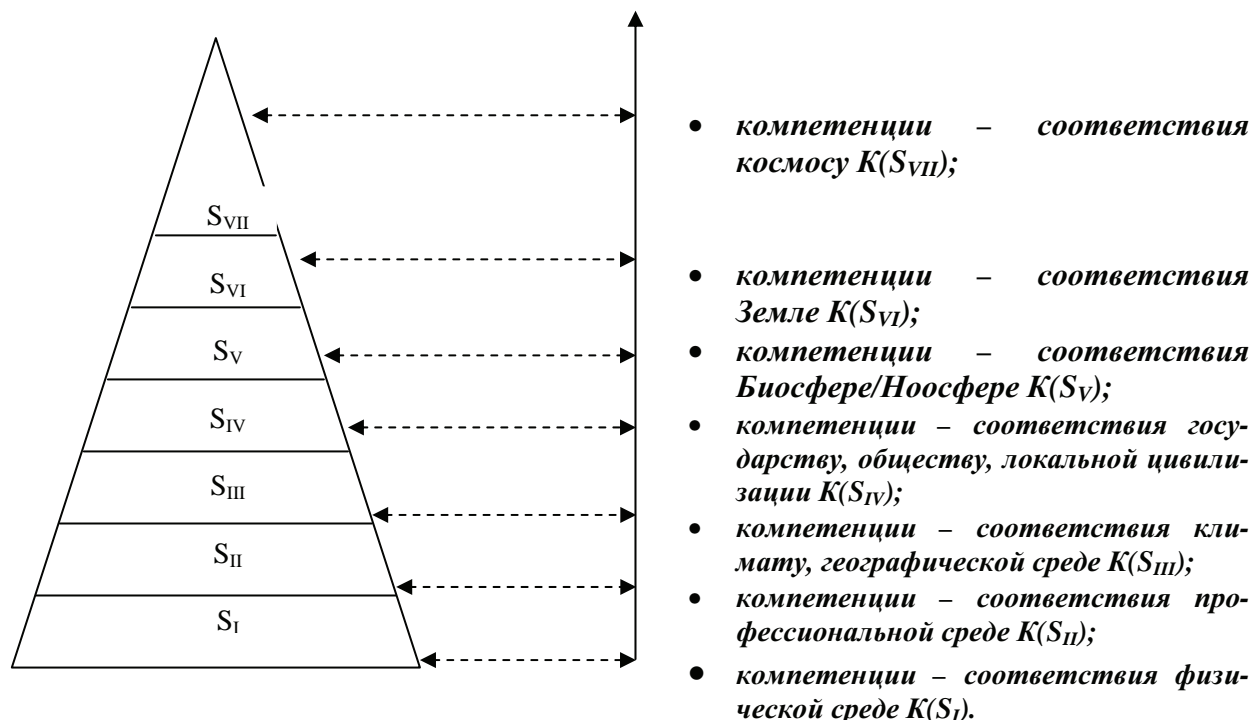 S_VII
S_VI
S_V
S_IV
S_III
S_II
S_I
• компетенции – соответствия
космосу K(S_VII);
• компетенции – соответствия
Земле K(S_VI);
• компетенции – соответствия
Биосфере/Ноосфере K(S_V);
• компетенции – соответствия госу-
дарству, обществу, локальной цивили-
зации K(S_IV);
• компетенции – соответствия кли-
мату, географической среде K(S_III);
• компетенции – соответствия про-
фессиональной среде K(S_II);
• компетенции – соответствия физи-
ческой среде K(S_I).